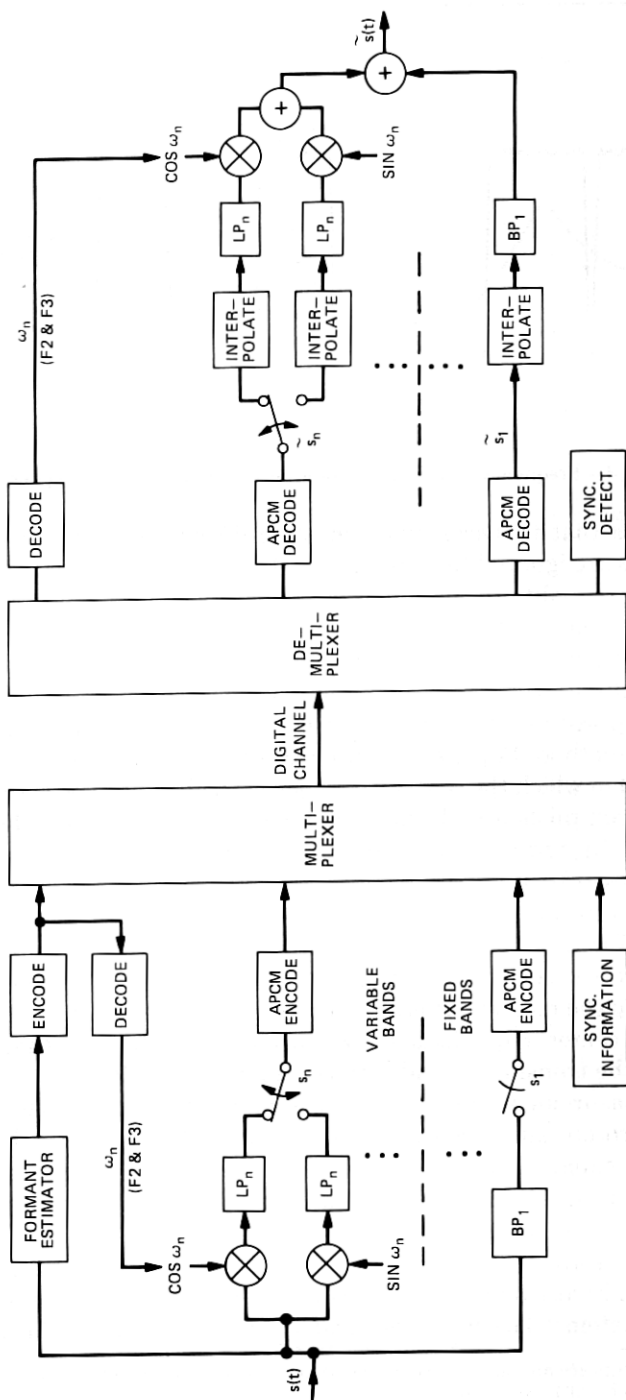 FORMANT
ESTIMATOR
ENCODE
DECODE
ωn
(F2 & F3)
COS ωn
LPn
LPn
SIN ωn
sn
APCM
ENCODE
VARIABLE
BANDS
FIXED
BANDS
s(t)
BP1
s1
APCM
ENCODE
SYNC.
INFORMATION
MULTI-
PLEXER
DIGITAL
CHANNEL
DE-
MULTI-
PLEXER
DECODE
ωn
(F2 & F3)
APCM
DECODE
s̃n
INTER-
POLATE
INTER-
POLATE
LPn
LPn
COS ωn
SIN ωn
+
+
s̃(t)
APCM
DECODE
s̃1
INTER-
POLATE
BP1
SYNC.
DETECT